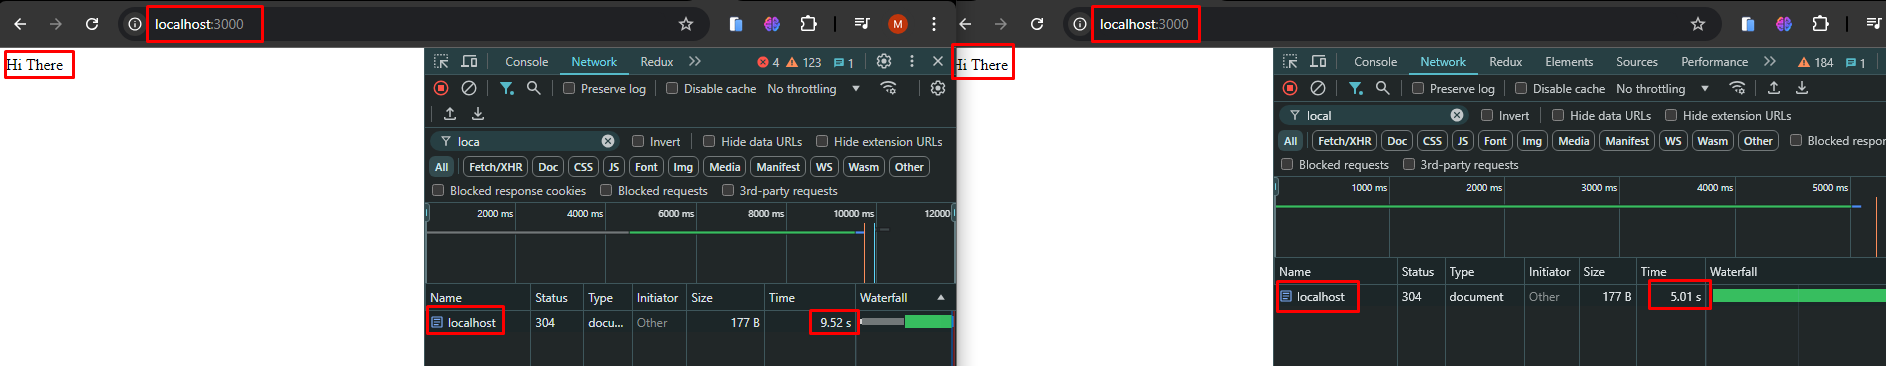 localhost:3000
M
Hi There
Console Network Redux 4 123 1
Preserve log Disable cache No throttling
loca Invert Hide data URLs Hide extension URLs
All Fetch/XHR Doc CSS JS Font Img Media Manifest WS Wasm Other
Blocked response cookies Blocked requests 3rd-party requests
2000 ms 4000 ms 6000 ms 8000 ms 10000 ms 12000
Name Status Type Initiator Size Time Waterfall
localhost 304 docu... Other 177 B 9.52 s
localhost:3000
Hi There
Console Network Redux Elements Sources Performance 184 1
Preserve log Disable cache No throttling
local Invert Hide data URLs Hide extension URLs
All Fetch/XHR Doc CSS JS Font Img Media Manifest WS Wasm Other Blocked respor
Blocked requests 3rd-party requests
1000 ms 2000 ms 3000 ms 4000 ms 5000 ms
Name Status Type Initiator Size Time Waterfall
localhost 304 document Other 177 B 5.01 s